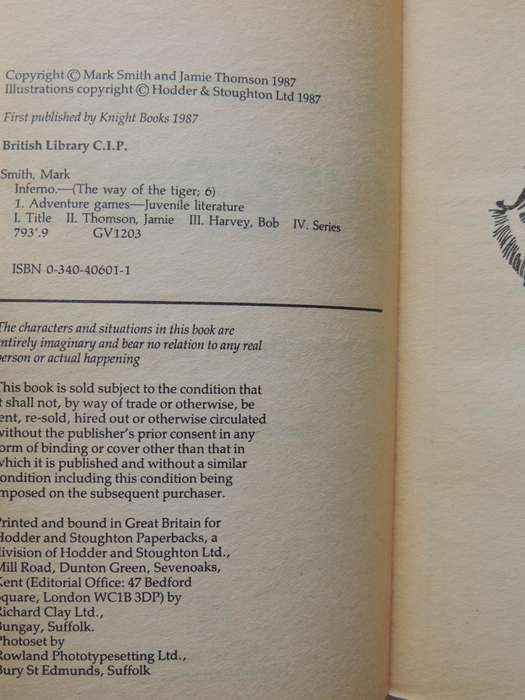 Copyright © Mark Smith and Jamie Thomson 1987
Illustrations copyright © Hodder & Stoughton Ltd 1987
First published by Knight Books 1987
British Library C.I.P.
Smith, Mark
Inferno.—(The way of the tiger; 6)
1. Adventure games—Juvenile literature
I. Title II. Thomson, Jamie III. Harvey, Bob IV. Series
793'.9 GV1203
ISBN 0-340-40601-1
The characters and situations in this book are
entirely imaginary and bear no relation to any real
person or actual happening
This book is sold subject to the condition that
it shall not, by way of trade or otherwise, be
lent, re-sold, hired out or otherwise circulated
without the publisher's prior consent in any
form of binding or cover other than that in
which it is published and without a similar
condition including this condition being
imposed on the subsequent purchaser.
Printed and bound in Great Britain for
Hodder and Stoughton Paperbacks, a
division of Hodder and Stoughton Ltd.,
Mill Road, Dunton Green, Sevenoaks,
Kent (Editorial Office: 47 Bedford
Square, London WC1B 3DP) by
Richard Clay Ltd.,
Bungay, Suffolk.
Photoset by
Rowland Phototypesetting Ltd.,
Bury St Edmunds, Suffolk